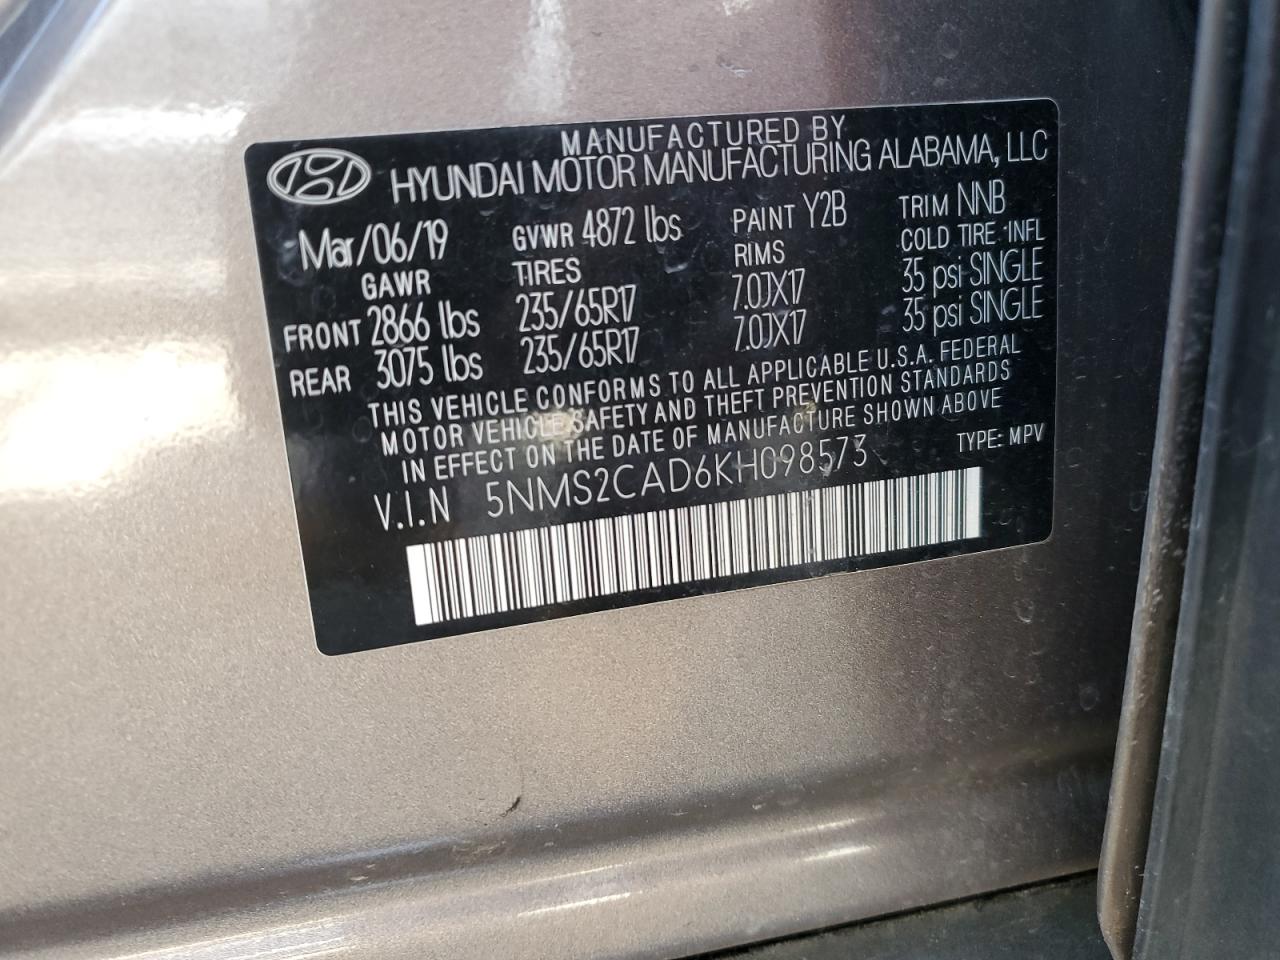 MANUFACTURED BY
HYUNDAI MOTOR MANUFACTURING ALABAMA, LLC
Mar/06/19 GVWR 4872 lbs PAINT Y2B TRIM NNB
GAWR TIRES RIMS COLD TIRE INFL
FRONT 2866 lbs 235/65R17 7.0JX17 35 psi SINGLE
REAR 3075 lbs 235/65R17 7.0JX17 35 psi SINGLE
THIS VEHICLE CONFORMS TO ALL APPLICABLE U.S.A. FEDERAL
MOTOR VEHICLE SAFETY AND THEFT PREVENTION STANDARDS
IN EFFECT ON THE DATE OF MANUFACTURE SHOWN ABOVE
V.I.N 5NMS2CAD6KH098573 TYPE: MPV